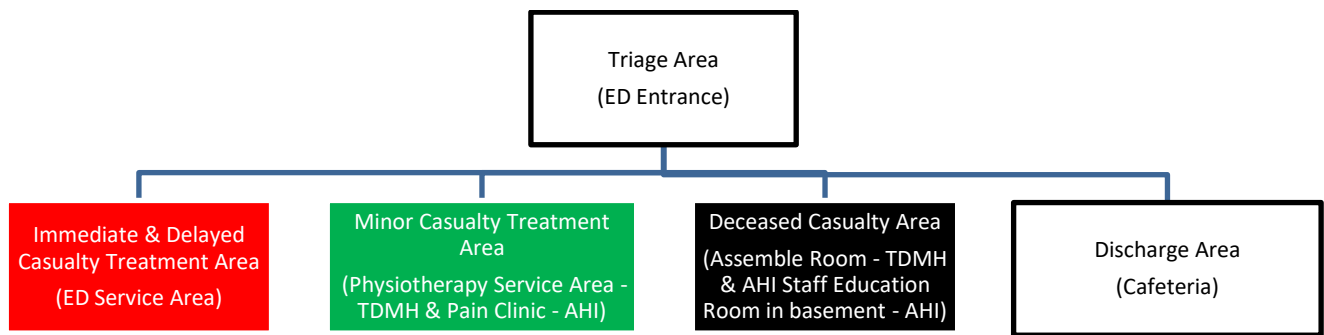 Triage Area
(ED Entrance)
Immediate & Delayed
Casualty Treatment Area
(ED Service Area)
Minor Casualty Treatment
Area
(Physiotherapy Service Area -
TDMH & Pain Clinic - AHI)
Deceased Casualty Area
(Assemble Room - TDMH
& AHI Staff Education
Room in basement - AHI)
Discharge Area
(Cafeteria)